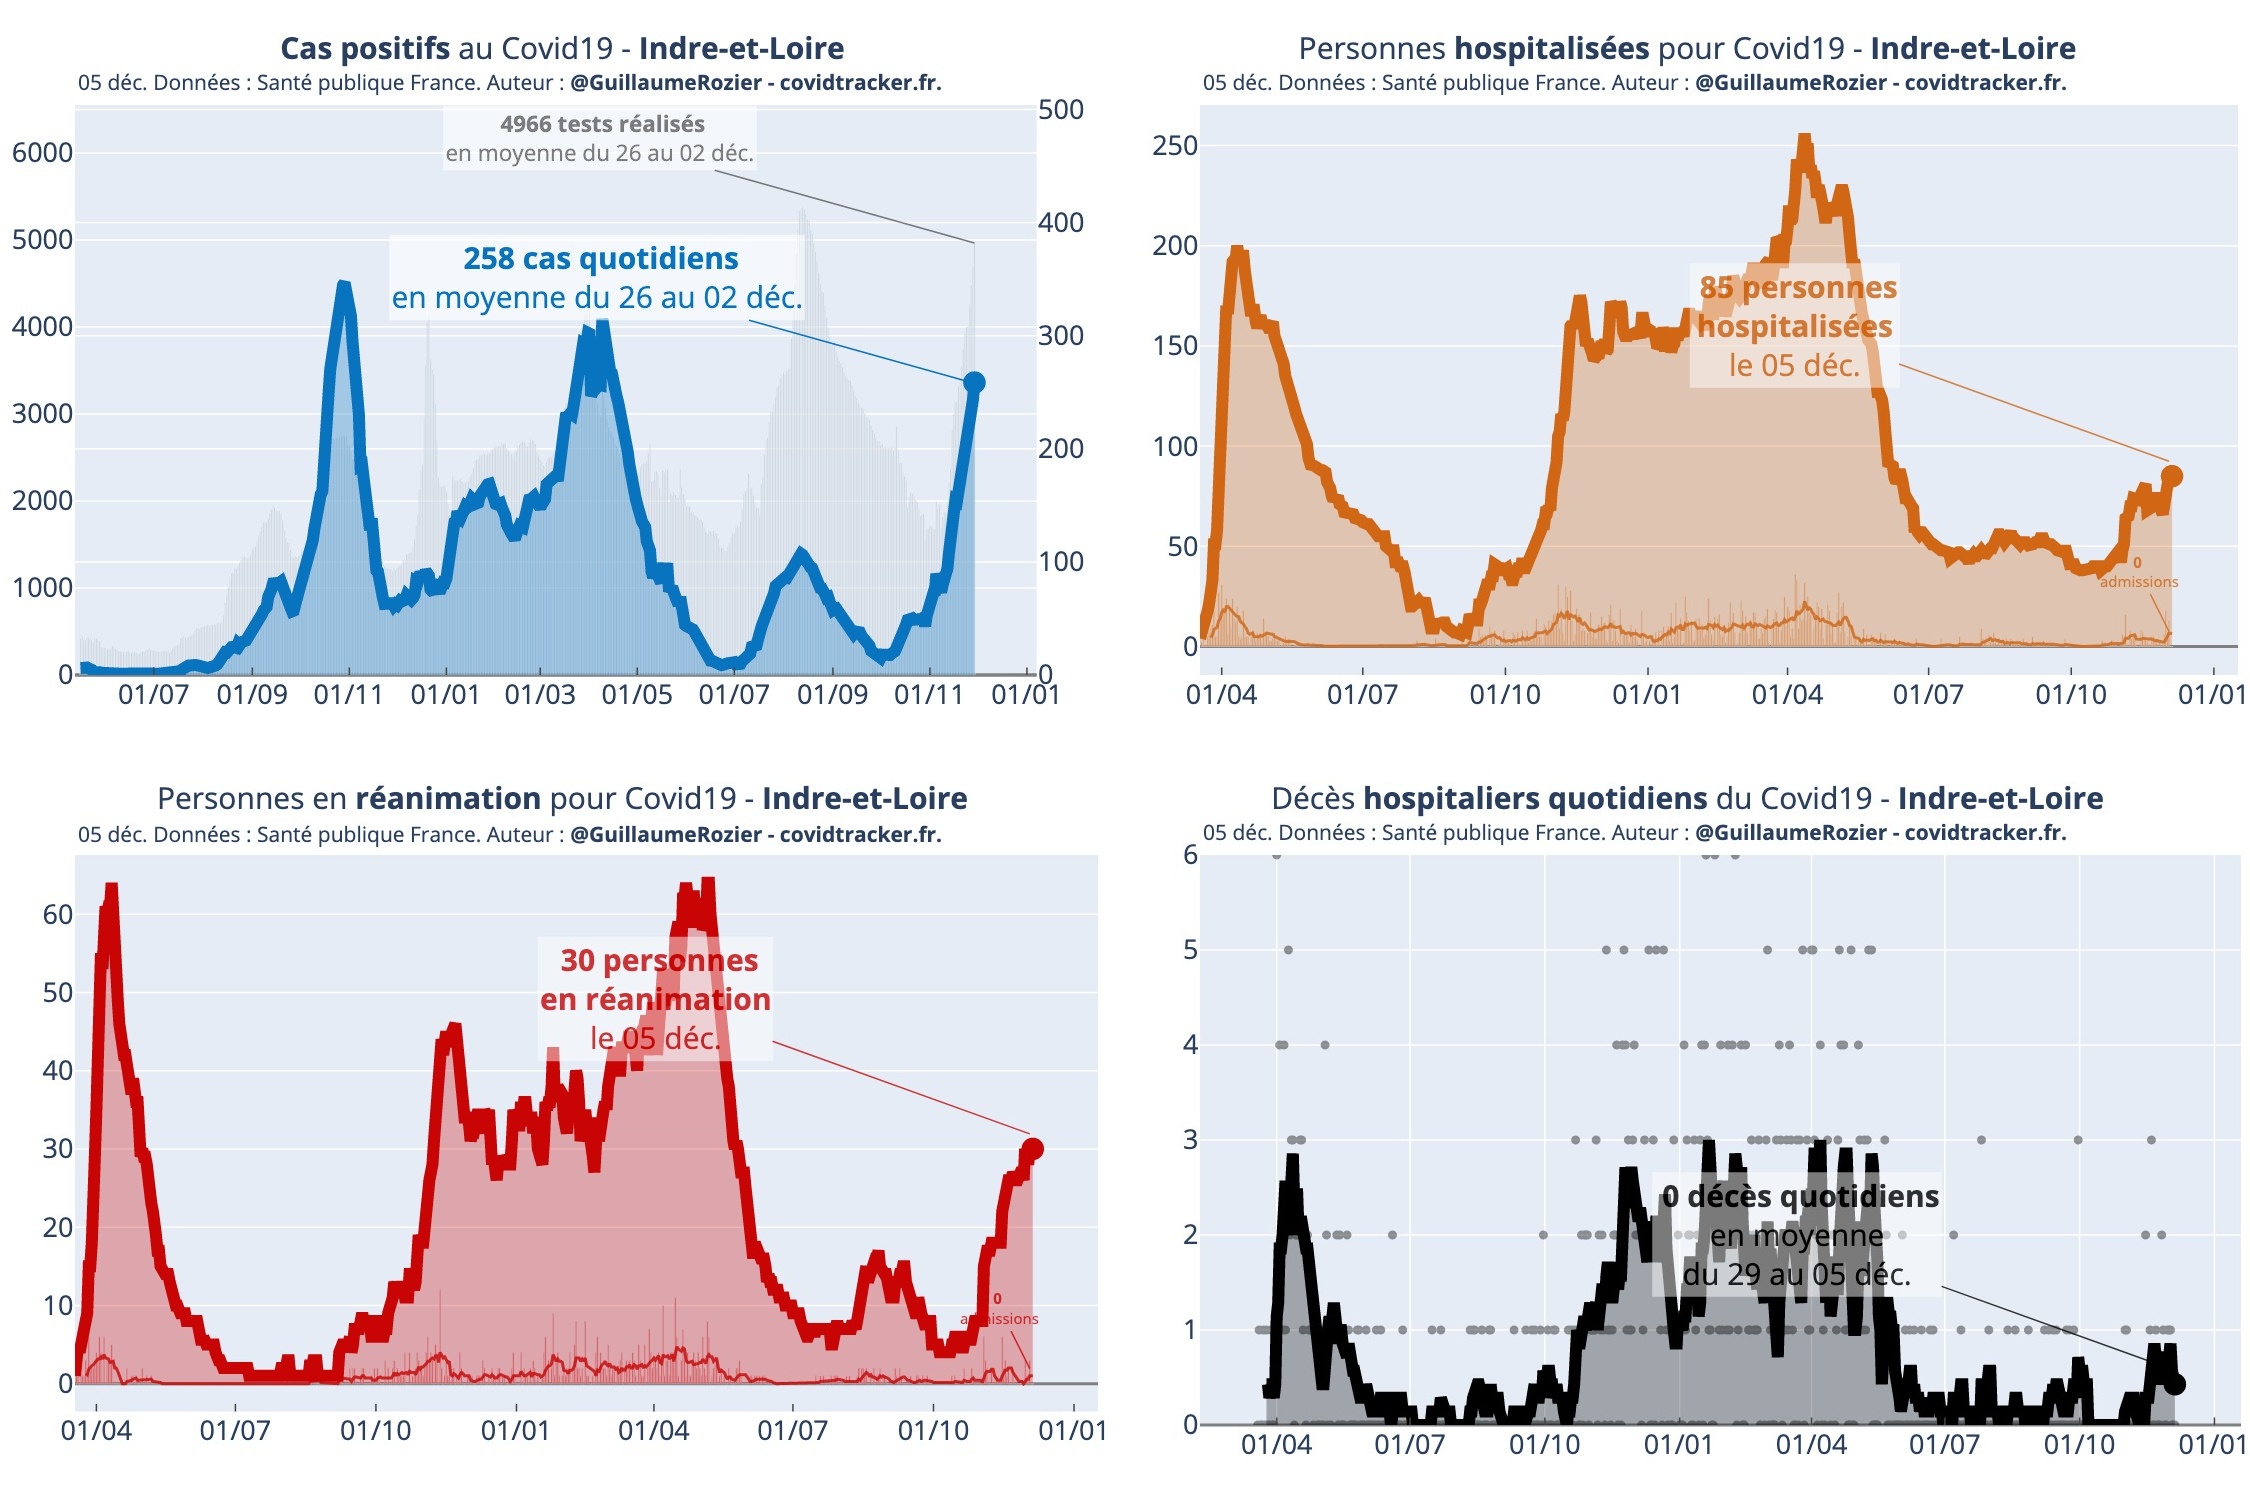 Cas positifs au Covid19 - Indre-et-Loire
05 déc. Données : Santé publique France. Auteur : @GuillaumeRozier - covidtracker.fr.
4966 tests réalisés
en moyenne du 26 au 02 déc.
258 cas quotidiens
en moyenne du 26 au 02 déc.
6000
5000
4000
3000
2000
1000
0
500
400
300
200
100
0
01/07 01/09 01/11 01/01 01/03 01/05 01/07 01/09 01/11 01/01
Personnes hospitalisées pour Covid19 - Indre-et-Loire
05 déc. Données : Santé publique France. Auteur : @GuillaumeRozier - covidtracker.fr.
250
200
150
100
50
0
85 personnes
hospitalisées
le 05 déc.
0
admissions
01/04 01/07 01/10 01/01 01/04 01/07 01/10 01/01
Personnes en réanimation pour Covid19 - Indre-et-Loire
05 déc. Données : Santé publique France. Auteur : @GuillaumeRozier - covidtracker.fr.
60
50
40
30
20
10
0
30 personnes
en réanimation
le 05 déc.
0
admissions
01/04 01/07 01/10 01/01 01/04 01/07 01/10 01/01
Décès hospitaliers quotidiens du Covid19 - Indre-et-Loire
05 déc. Données : Santé publique France. Auteur : @GuillaumeRozier - covidtracker.fr.
6
5
4
3
2
1
0
0 décès quotidiens
en moyenne
du 29 au 05 déc.
01/04 01/07 01/10 01/01 01/04 01/07 01/10 01/01